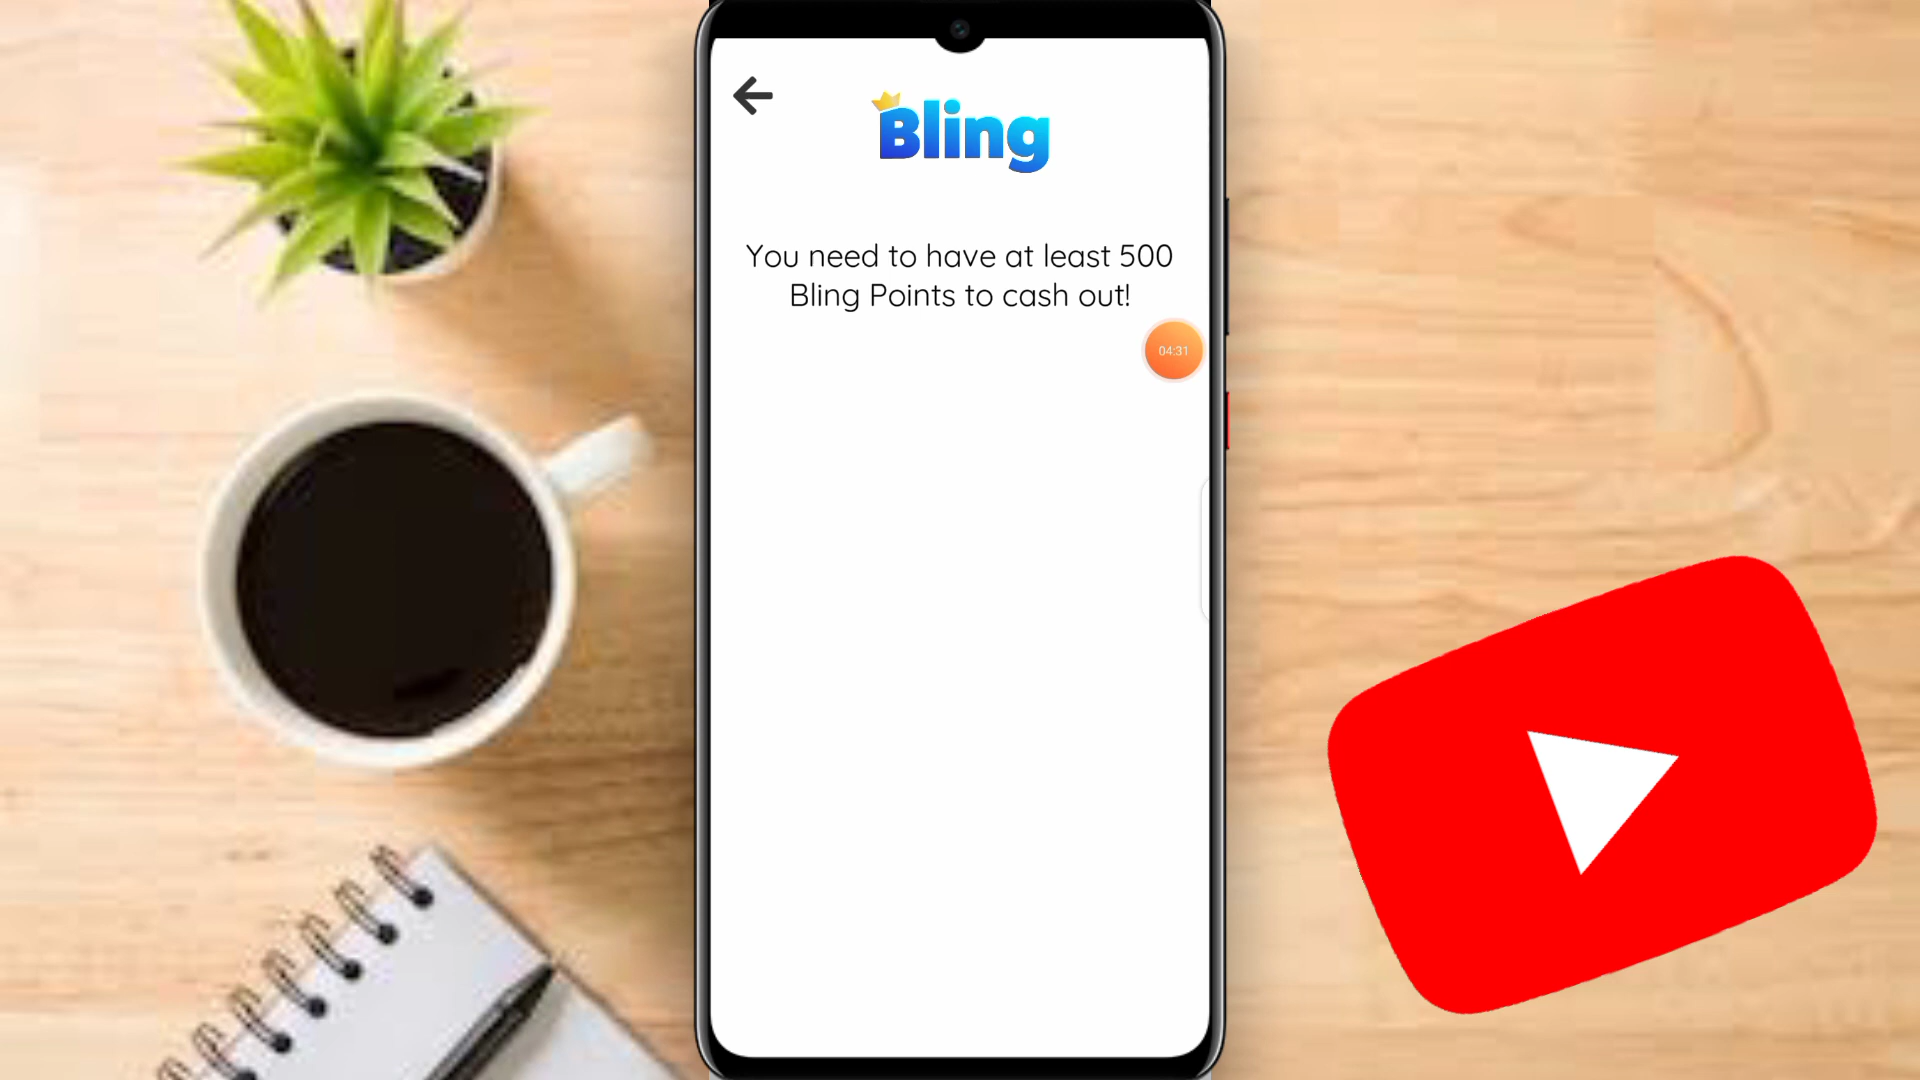 Bling
You need to have at least 500
Bling Points to cash out!
04:31